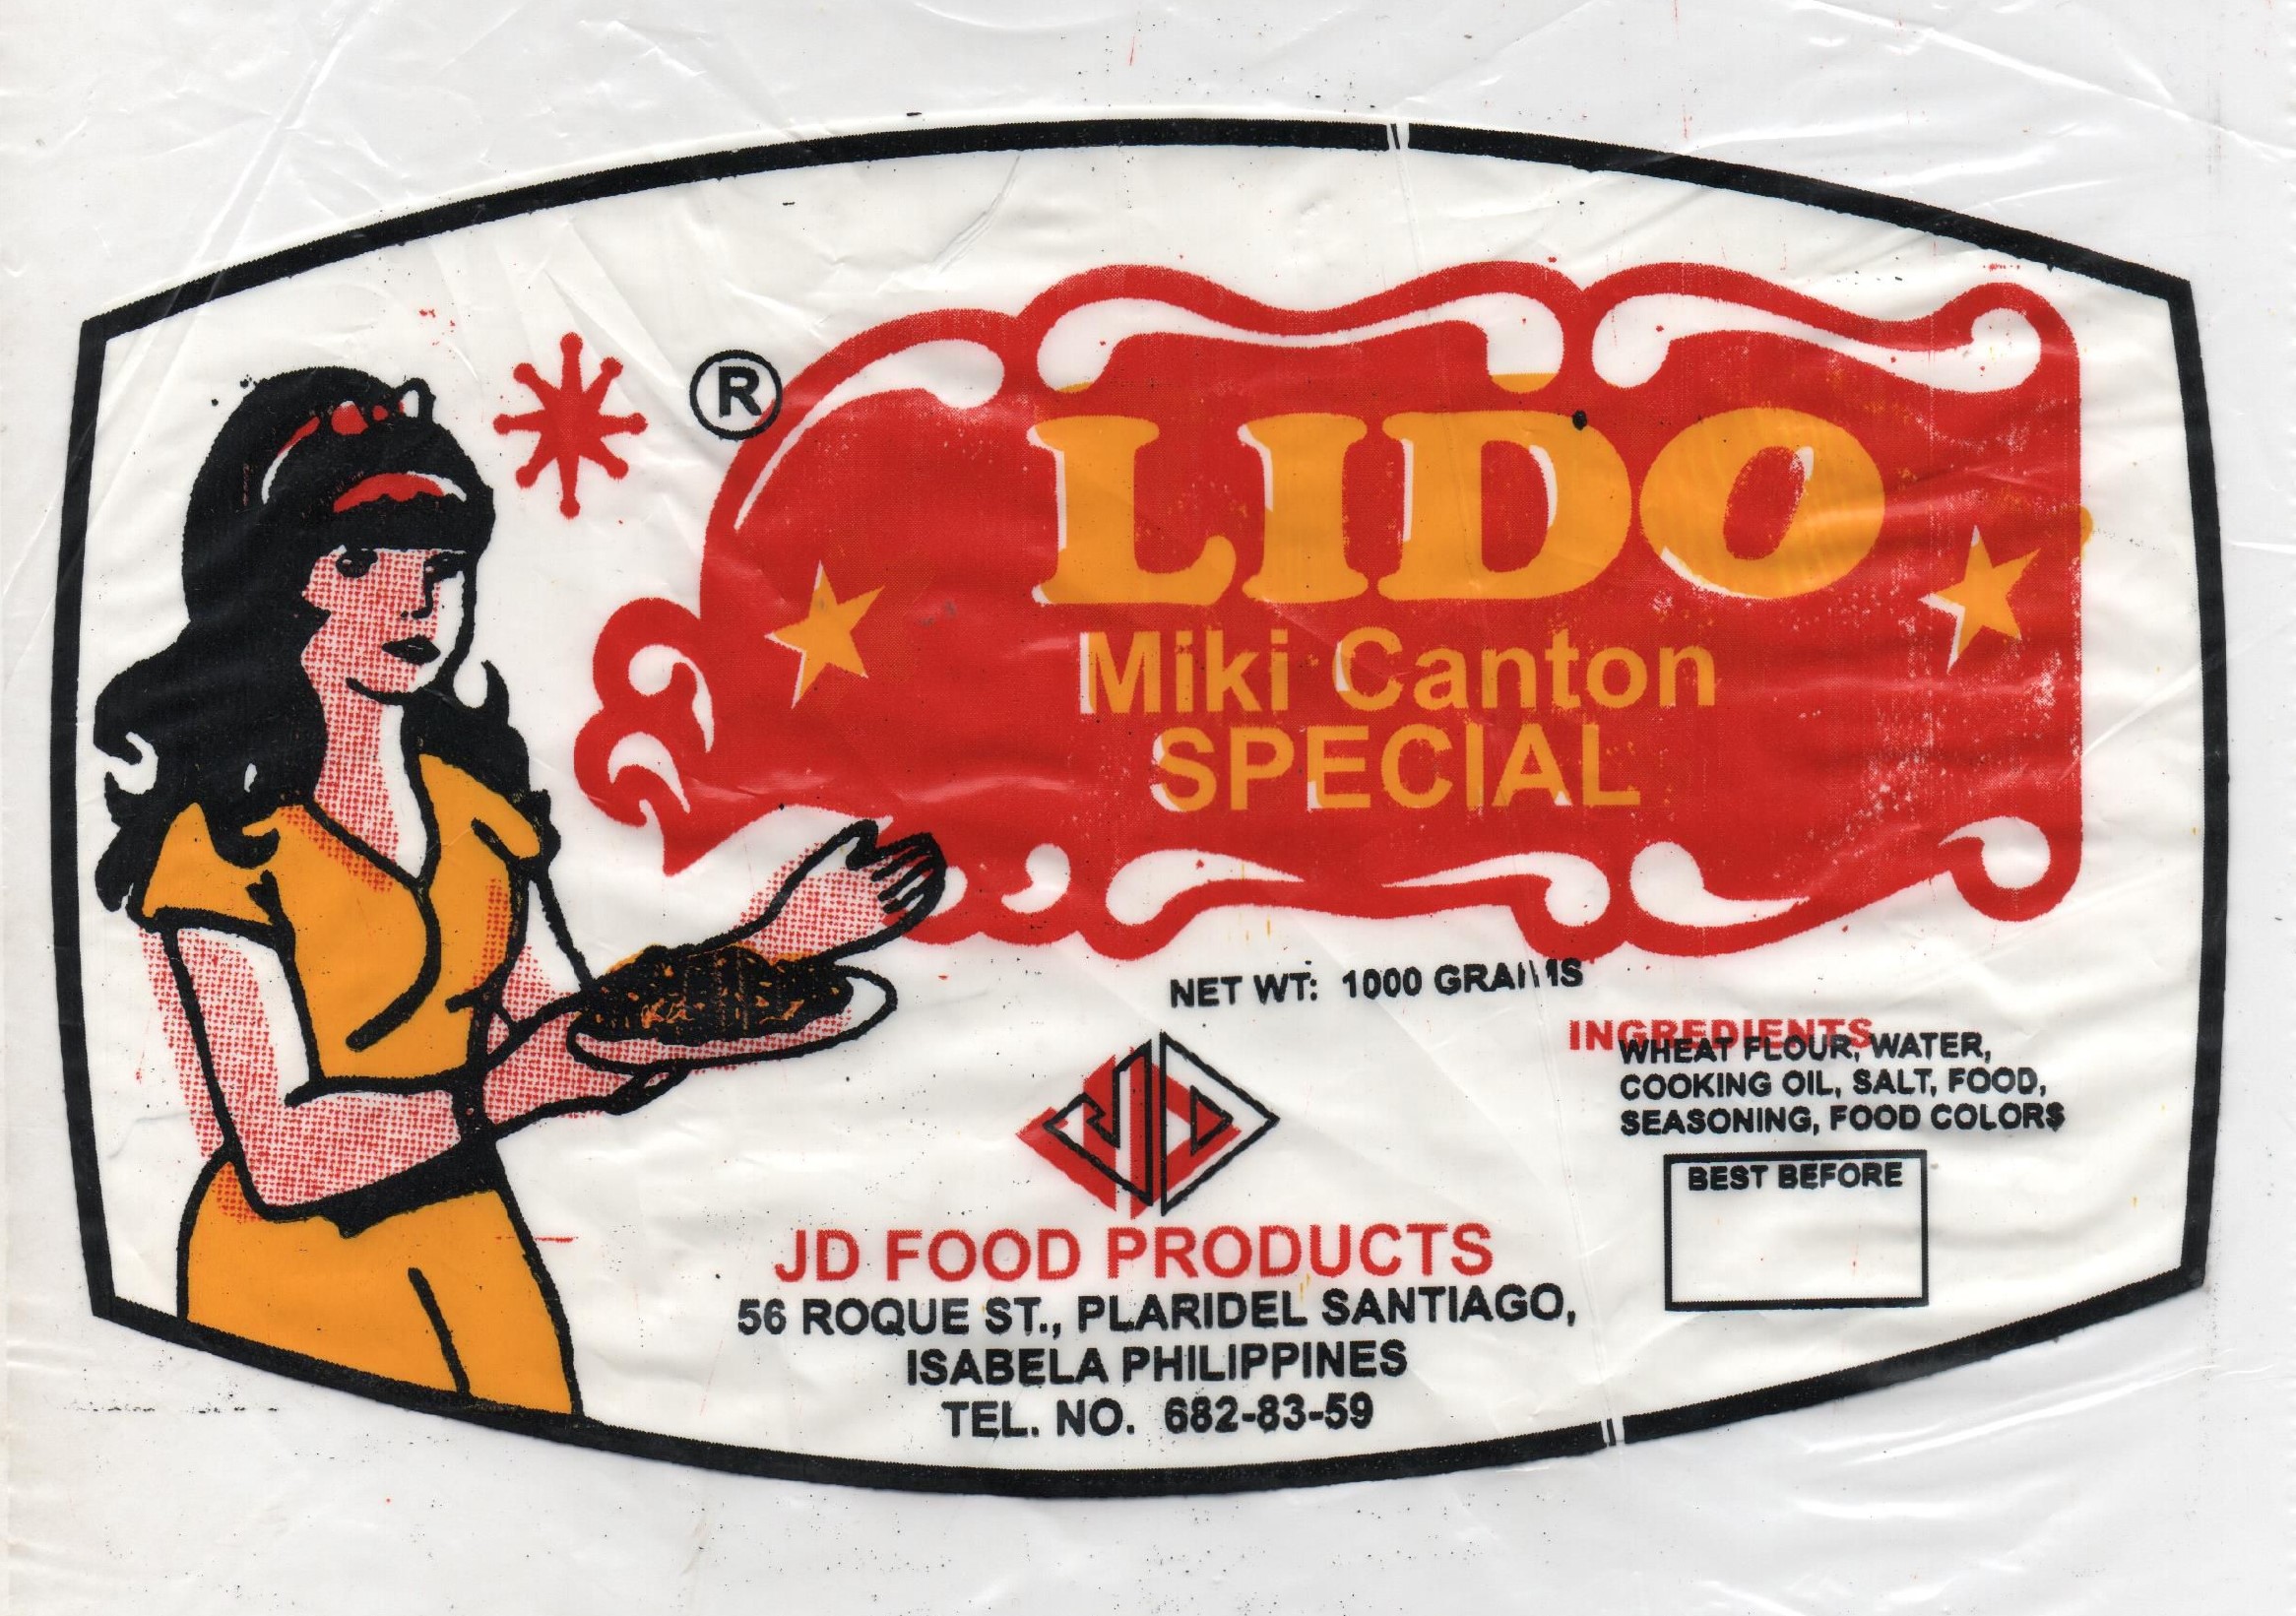 ®
LIDO
Miki Canton
SPECIAL
NET WT: 1000 GRAMS
INGREDIENTS
WHEAT FLOUR, WATER,
COOKING OIL, SALT, FOOD,
SEASONING, FOOD COLORS
BEST BEFORE
JD
JD FOOD PRODUCTS
56 ROQUE ST., PLARIDEL SANTIAGO,
ISABELA PHILIPPINES
TEL. NO. 682-83-59